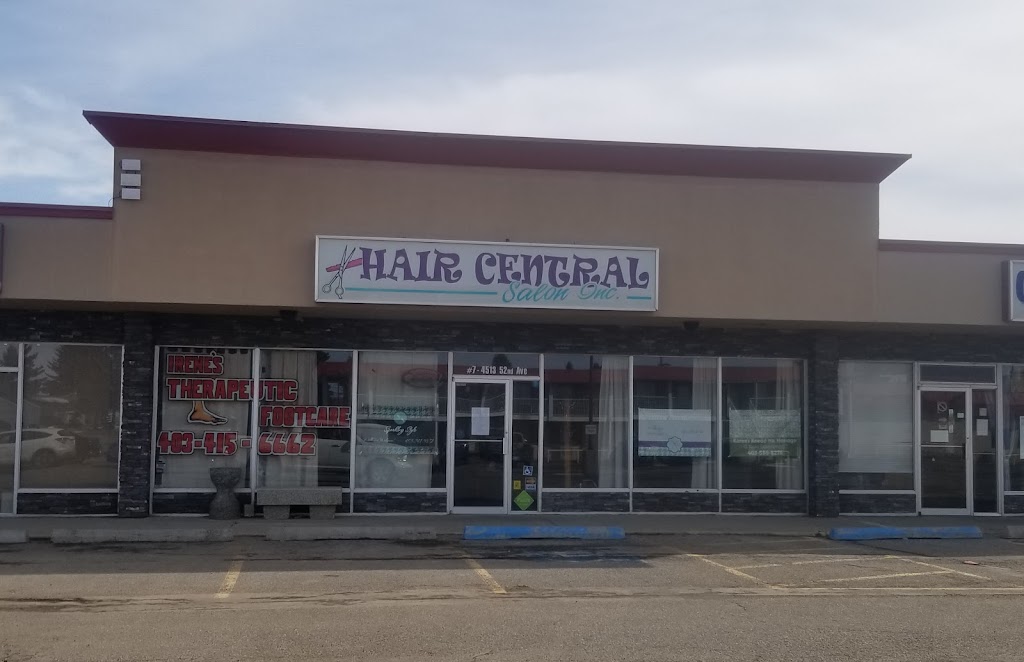 HAIR CENTRAL
Salon Inc.
#7 - 4513 52nd Ave
IRENE'S
THERAPEUTIC
FOOTCARE
403-415-6662